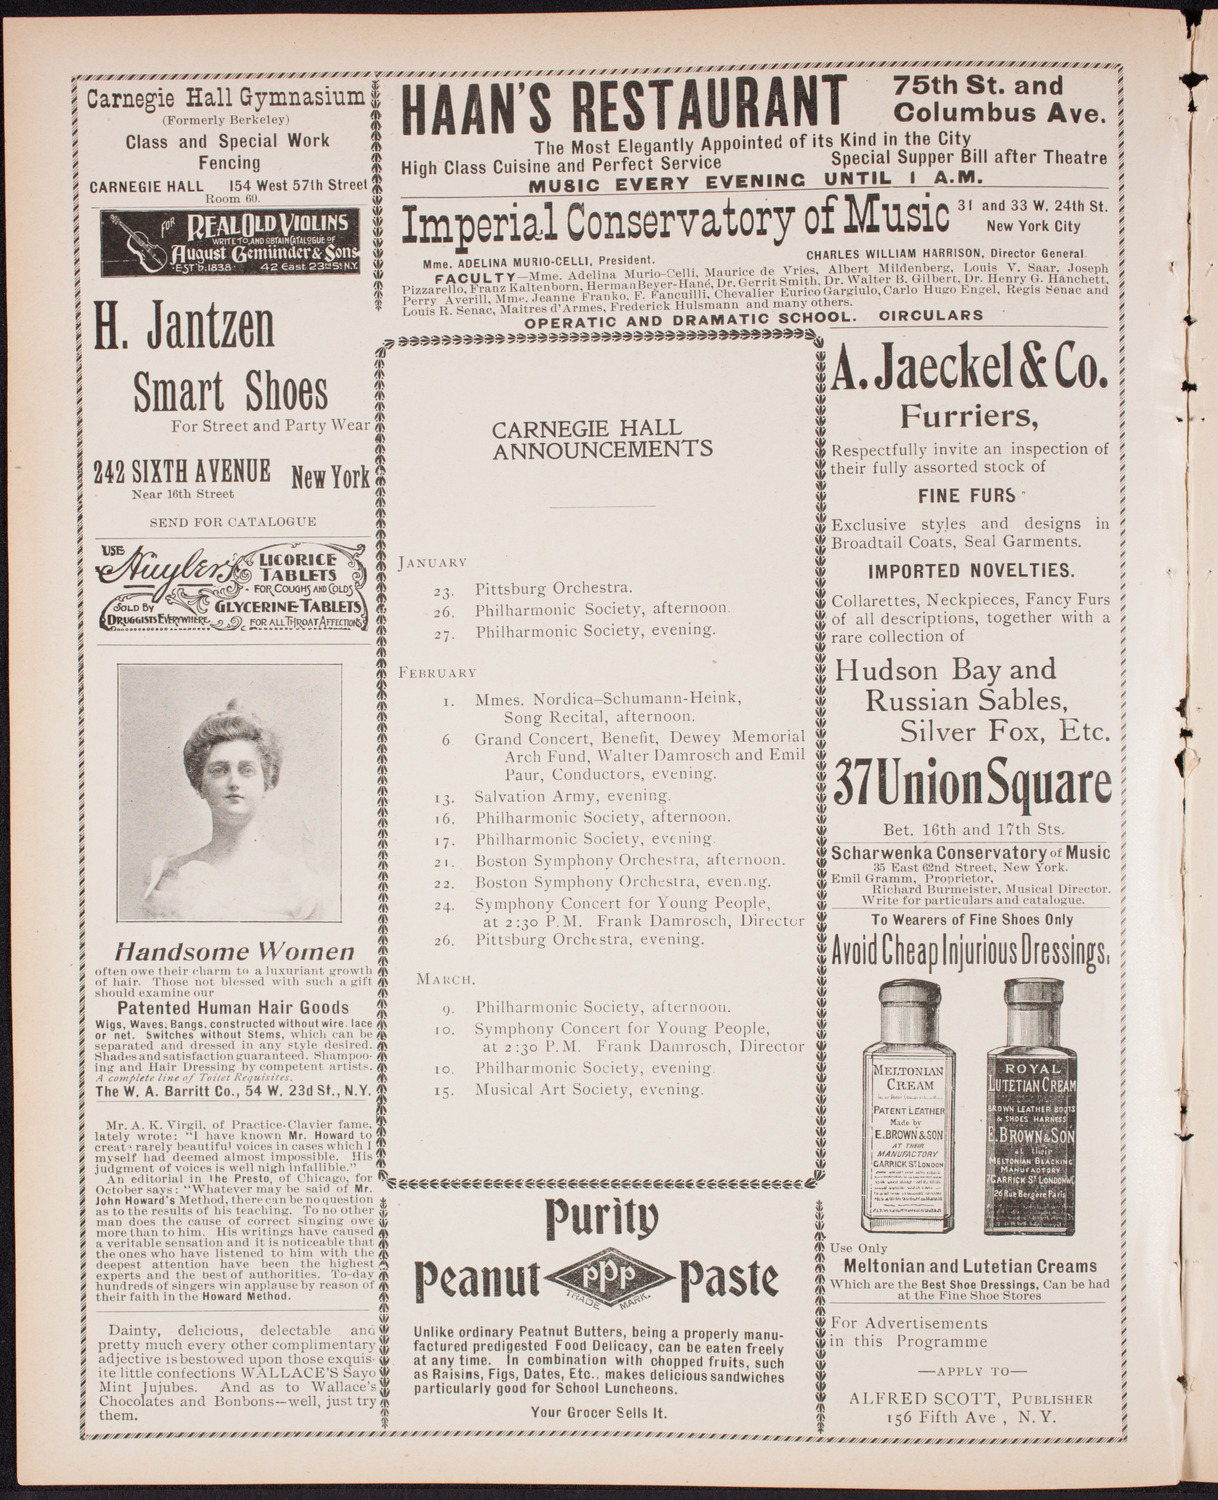 Carnegie Hall Gymnasium
(Formerly Berkeley)
Class and Special Work
Fencing
CARNEGIE HALL 154 West 57th Street
Room 60.
FOR REAL OLD VIOLINS
WRITE TO, AND OBTAIN CATALOGUE OF
August Gemünder & Sons
EST'D. 1838 · 42 East 23rd St. N.Y.
H. Jantzen
Smart Shoes
For Street and Party Wear
242 SIXTH AVENUE New York
Near 16th Street
SEND FOR CATALOGUE
USE Huyler's LICORICE TABLETS
FOR COUGHS AND COLDS
SOLD BY DRUGGISTS EVERYWHERE
GLYCERINE TABLETS
FOR ALL THROAT AFFECTIONS
Handsome Women
often owe their charm to a luxuriant growth
of hair. Those not blessed with such a gift
should examine our
Patented Human Hair Goods
Wigs, Waves, Bangs, constructed without wire, lace
or net. Switches without Stems, which can be
separated and dressed in any style desired.
Shades and satisfaction guaranteed. Shampoo-
ing and Hair Dressing by competent artists.
A complete line of Toilet Requisites.
The W. A. Barritt Co., 54 W. 23d St., N.Y.
Mr. A. K. Virgil, of Practice-Clavier fame,
lately wrote: "I have known Mr. Howard to
create rarely beautiful voices in cases which I
myself had deemed almost impossible. His
judgment of voices is well nigh infallible."
An editorial in The Presto, of Chicago, for
October says: "Whatever may be said of Mr.
John Howard's Method, there can be no question
as to the results of his teaching. To no other
man does the cause of correct singing owe
more than to him. His writings have caused
a veritable sensation and it is noticeable that
the ones who have listened to him with the
deepest attention have been the highest
experts and the best of authorities. To-day
hundreds of singers win applause by reason of
their faith in the Howard Method.
Dainty, delicious, delectable and
pretty much every other complimentary
adjective is bestowed upon those exquis-
ite little confections WALLACE'S Sayo
Mint Jujubes. And as to Wallace's
Chocolates and Bonbons—well, just try
them.
HAAN'S RESTAURANT 75th St. and
Columbus Ave.
The Most Elegantly Appointed of its Kind in the City
High Class Cuisine and Perfect Service Special Supper Bill after Theatre
MUSIC EVERY EVENING UNTIL 1 A.M.
Imperial Conservatory of Music 31 and 33 W. 24th St.
New York City
Mme. ADELINA MURIO-CELLI, President. CHARLES WILLIAM HARRISON, Director General.
FACULTY—Mme. Adelina Murio-Celli, Maurice de Vries, Albert Mildenberg, Louis V. Saar, Joseph
Pizzarello, Franz Kaltenborn, Herman Beyer-Hané, Dr. Gerrit Smith, Dr. Walter B. Gilbert, Dr. Henry G. Hanchett,
Perry Averill, Mme. Jeanne Franko, F. Fancuilli, Chevalier Eurico Gargiulo, Carlo Hugo Engel, Regis Senac and
Louis R. Senac, Maitres d'Armes, Frederick Hulsmann and many others.
OPERATIC AND DRAMATIC SCHOOL. CIRCULARS
CARNEGIE HALL
ANNOUNCEMENTS
JANUARY
23. Pittsburg Orchestra.
26. Philharmonic Society, afternoon.
27. Philharmonic Society, evening.
FEBRUARY
1. Mmes. Nordica–Schumann-Heink,
Song Recital, afternoon.
6 Grand Concert, Benefit, Dewey Memorial
Arch Fund, Walter Damrosch and Emil
Paur, Conductors, evening.
13. Salvation Army, evening.
16. Philharmonic Society, afternoon.
17. Philharmonic Society, evening.
21. Boston Symphony Orchestra, afternoon.
22. Boston Symphony Orchestra, evening.
24. Symphony Concert for Young People,
at 2:30 P.M. Frank Damrosch, Director
26. Pittsburg Orchestra, evening.
MARCH.
9. Philharmonic Society, afternoon.
10. Symphony Concert for Young People,
at 2:30 P.M. Frank Damrosch, Director
10. Philharmonic Society, evening.
15. Musical Art Society, evening.
Purity
Peanut PPP Paste
TRADE MARK.
Unlike ordinary Peatnut Butters, being a properly manu-
factured predigested Food Delicacy, can be eaten freely
at any time. In combination with chopped fruits, such
as Raisins, Figs, Dates, Etc., makes delicious sandwiches
particularly good for School Luncheons.
Your Grocer Sells It.
A. Jaeckel & Co.
Furriers,
Respectfully invite an inspection of
their fully assorted stock of
FINE FURS
Exclusive styles and designs in
Broadtail Coats, Seal Garments.
IMPORTED NOVELTIES.
Collarettes, Neckpieces, Fancy Furs
of all descriptions, together with a
rare collection of
Hudson Bay and
Russian Sables,
Silver Fox, Etc.
37 Union Square
Bet. 16th and 17th Sts.
Scharwenka Conservatory of Music
35 East 62nd Street, New York.
Emil Gramm, Proprietor,
Richard Burmeister, Musical Director.
Write for particulars and catalogue.
To Wearers of Fine Shoes Only
Avoid Cheap Injurious Dressings.
MELTONIAN
CREAM
PATENT LEATHER
Made by
E. BROWN & SON
AT THEIR
MANUFACTORY
GARRICK ST. LONDON
ROYAL
LUTETIAN CREAM
BROWN LEATHER BOOTS
& SHOES HARNESS
E. BROWN & SON
at their
MELTONIAN BLACKING
MANUFACTORY
7 GARRICK ST LONDON W.C
26 Rue Bergère Paris
Use Only
Meltonian and Lutetian Creams
Which are the Best Shoe Dressings, Can be had
at the Fine Shoe Stores
For Advertisements
in this Programme
—APPLY TO—
ALFRED SCOTT, PUBLISHER
156 Fifth Ave , N.Y.